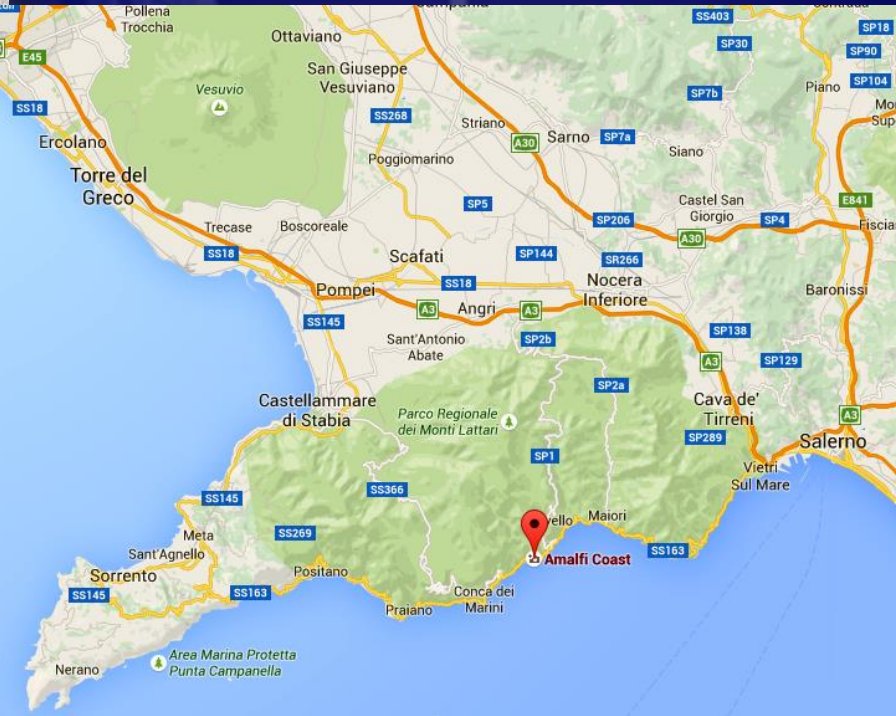 Pollena
Trocchia
Ottaviano
SS403
SP18
SP30
SP90
E45
San Giuseppe
Vesuviano
SP104
Vesuvio
Piano
SP7b
SS18
SS268
Striano
Ercolano
A30
Sarno
SP7a
Siano
Poggiomarino
Torre del
Greco
SP5
Castel San
Giorgio
E841
SP206
SP4
Trecase
Boscoreale
A30
SS18
Scafati
SP144
SR266
Pompei
SS18
Nocera
Inferiore
Baronissi
A3
Angri
A3
SS145
Sant'Antonio
Abate
SP2b
SP138
A3
SP129
SP2a
Castellammare
di Stabia
Parco Regionale
dei Monti Lattari
Cava de'
Tirreni
A3
SP289
Salerno
SP1
Vietri
Sul Mare
SS366
SS145
Maiori
SS269
Meta
Sant'Agnello
Amalfi Coast
SS163
Sorrento
Positano
SS145
SS163
Conca dei
Marini
Praiano
Area Marina Protetta
Punta Campanella
Nerano